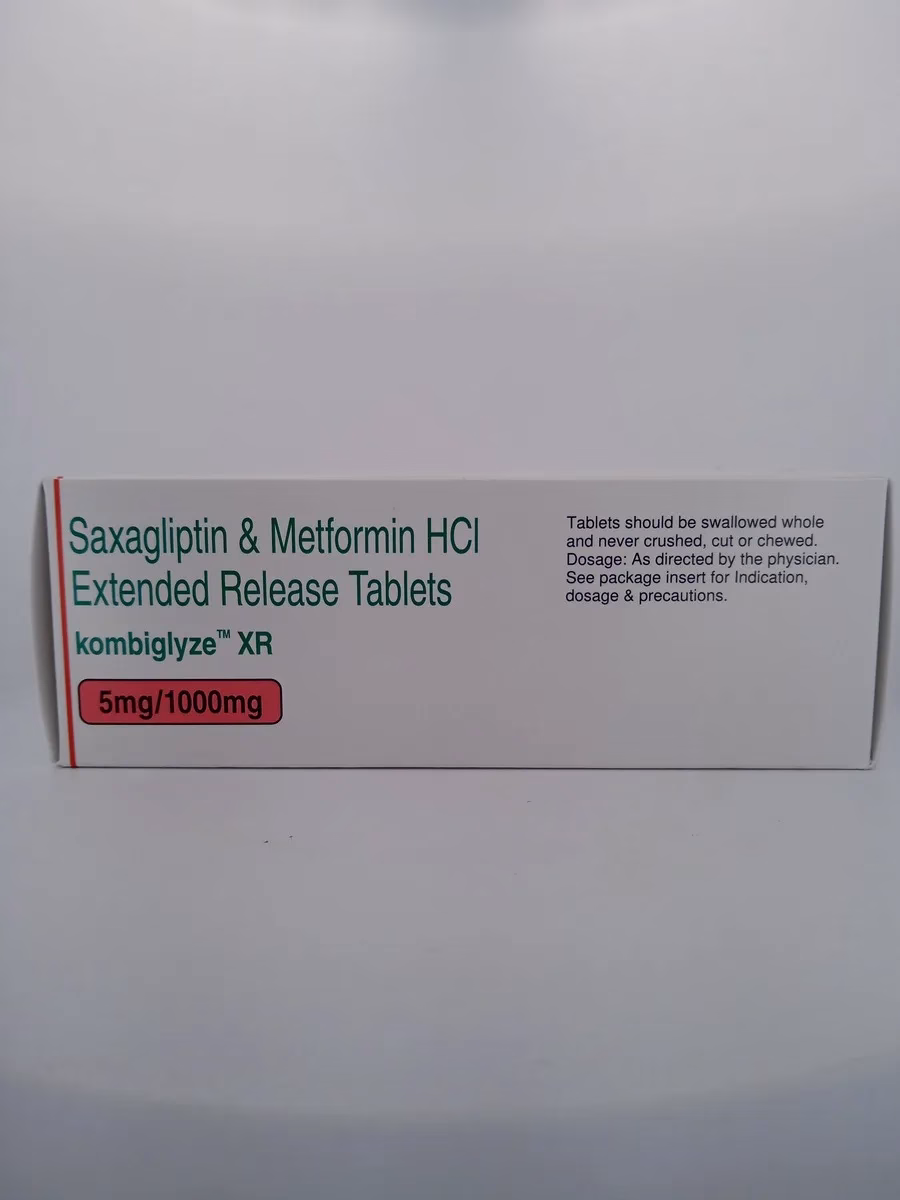 Saxagliptin & Metformin HCl
Extended Release Tablets
kombiglyze™ XR
5mg/1000mg
Tablets should be swallowed whole
and never crushed, cut or chewed.
Dosage: As directed by the physician.
See package insert for Indication,
dosage & precautions.